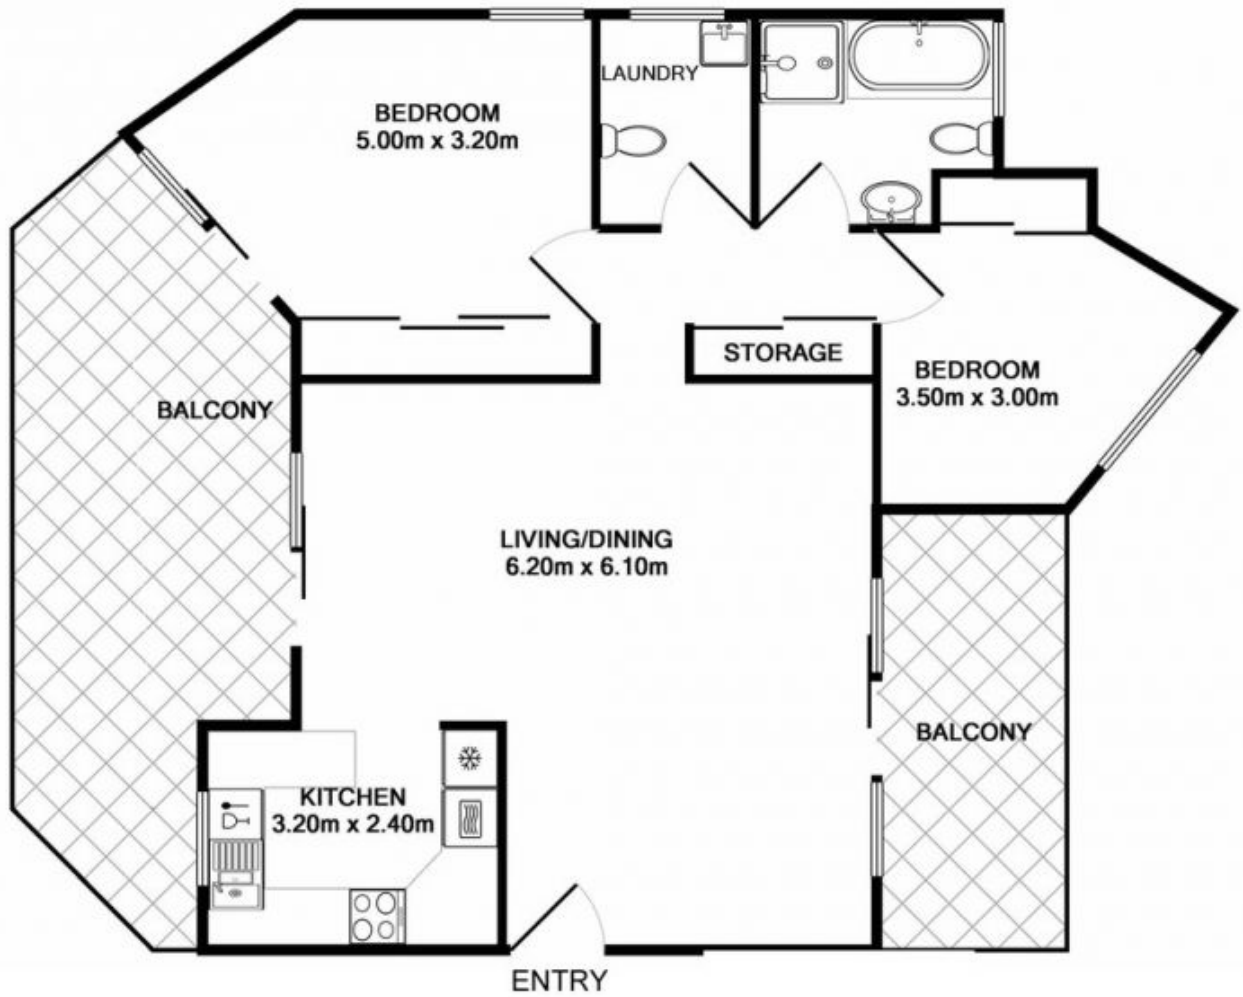 LAUNDRY
BEDROOM
5.00m x 3.20m
STORAGE
BEDROOM
3.50m x 3.00m
BALCONY
LIVING/DINING
6.20m x 6.10m
BALCONY
KITCHEN
3.20m x 2.40m
ENTRY